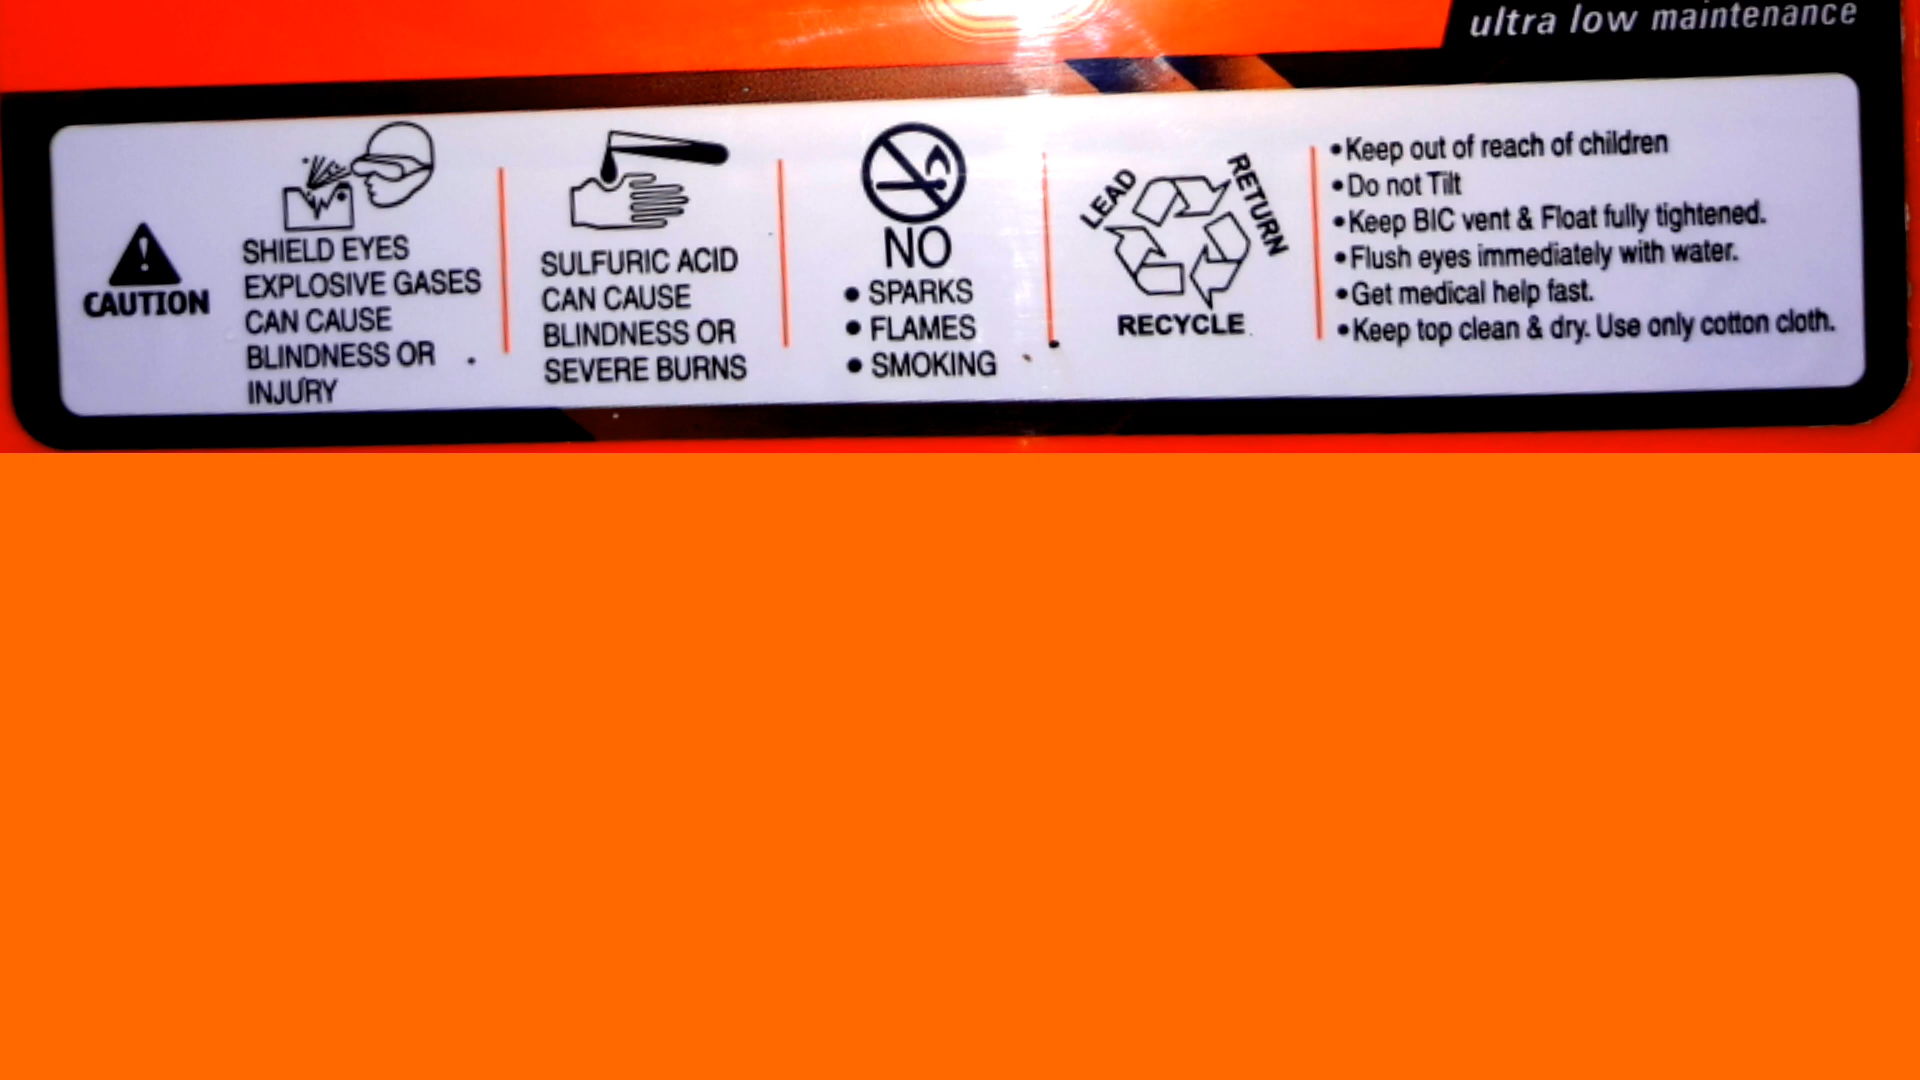 ultra low maintenance
CAUTION
SHIELD EYES
EXPLOSIVE GASES
CAN CAUSE
BLINDNESS OR
INJURY
SULFURIC ACID
CAN CAUSE
BLINDNESS OR
SEVERE BURNS
NO
• SPARKS
• FLAMES
• SMOKING
LEAD
RETURN
RECYCLE
•Keep out of reach of children
•Do not Tilt
•Keep BIC vent & Float fully tightened.
•Flush eyes immediately with water.
•Get medical help fast.
•Keep top clean & dry. Use only cotton cloth.